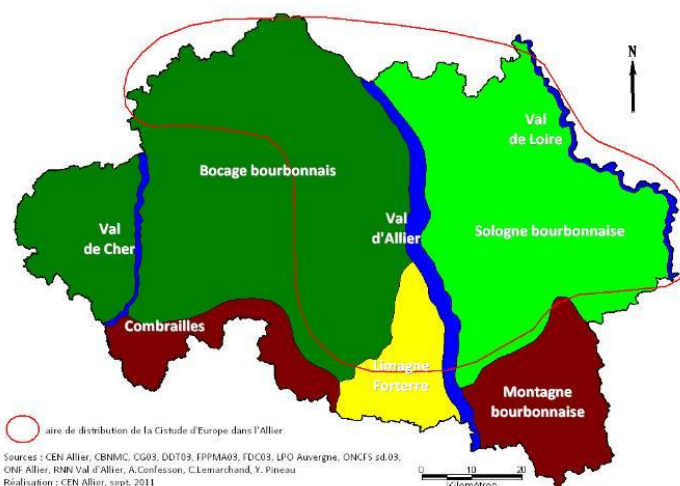 N
Val
de Loire
Bocage bourbonnais
Val
de Cher
Val
d'Allier
Sologne bourbonnaise
Combrailles
Limagne
Forterre
Montagne
bourbonnaise
aire de distribution de la Cistude d'Europe dans l'Allier
Sources : CEN Allier, CBNMC, CG03, DDT03, FPPMA03, FDC03, LPO Auvergne, ONCFS sd.03,
ONF Allier, RNN Val d'Allier, A.Confesson, C.Lemarchand, Y. Pineau
Réalisation : CEN Allier, sept. 2011
0 10 20
Kilomètres